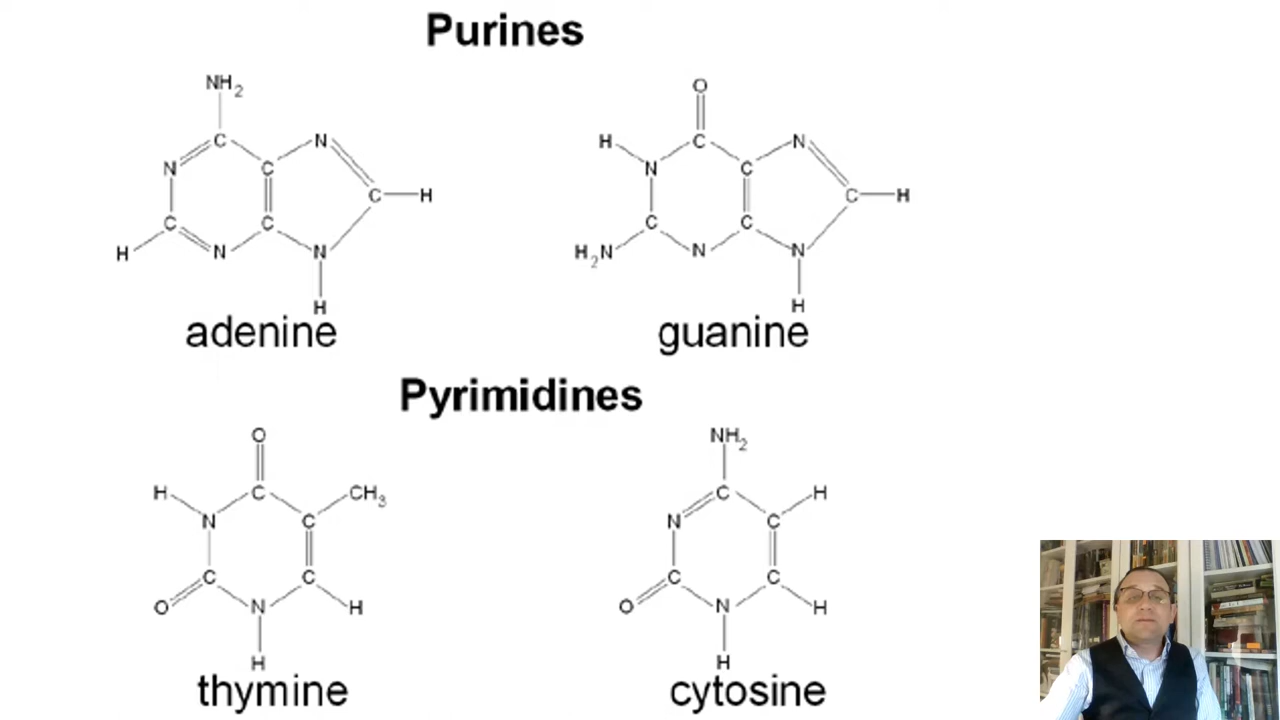 Purines
NH2
C N
N C
C H
C C
H N N
H
adenine
O
H C N
N C
C H
C C
H2N N N
H
guanine
Pyrimidines
O
H C CH3
N C
C C
O N H
H
thymine
NH2
C H
N C
C C
O N H
H
cytosine